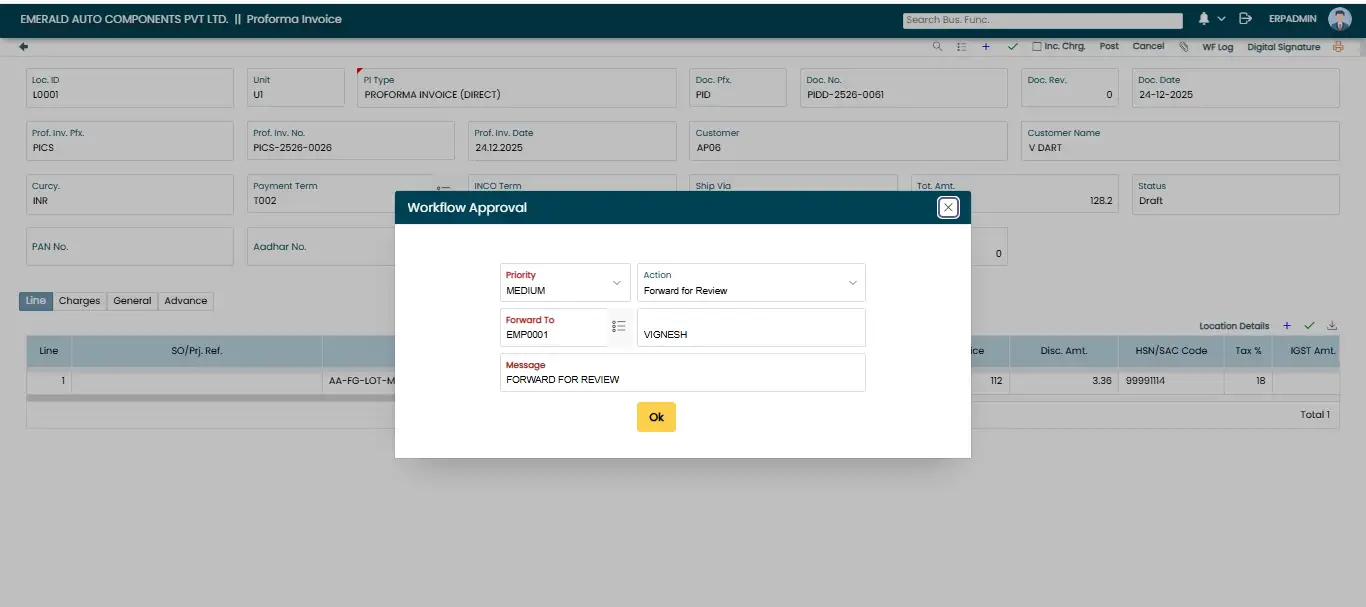 EMERALD AUTO COMPONENTS PVT LTD. || Proforma Invoice
Search Bus. Func.
ERPADMIN
Inc. Chrg. Post Cancel WF Log Digital Signature
Loc. ID Unit PI Type Doc. Pfx. Doc. No. Doc. Rev. Doc. Date
L0001 U1 PROFORMA INVOICE (DIRECT) PID PIDD-2526-0061 0 24-12-2025
Prof. Inv. Pfx. Prof. Inv. No. Prof. Inv. Date Customer Customer Name
PICS PICS-2526-0026 24.12.2025 AP06 V DART
Curcy. Payment Term INCO Term Ship Via Tot. Amt. Status
INR T002 128.2 Draft
PAN No. Aadhar No. 0
Workflow Approval
Priority Action
MEDIUM Forward for Review
Forward To
EMP0001 VIGNESH
Message
FORWARD FOR REVIEW
Ok
Line Charges General Advance
Location Details
Line SO/Prj. Ref. ice Disc. Amt. HSN/SAC Code Tax % IGST Amt.
1 AA-FG-LOT-M 112 3.36 99991114 18
Total 1